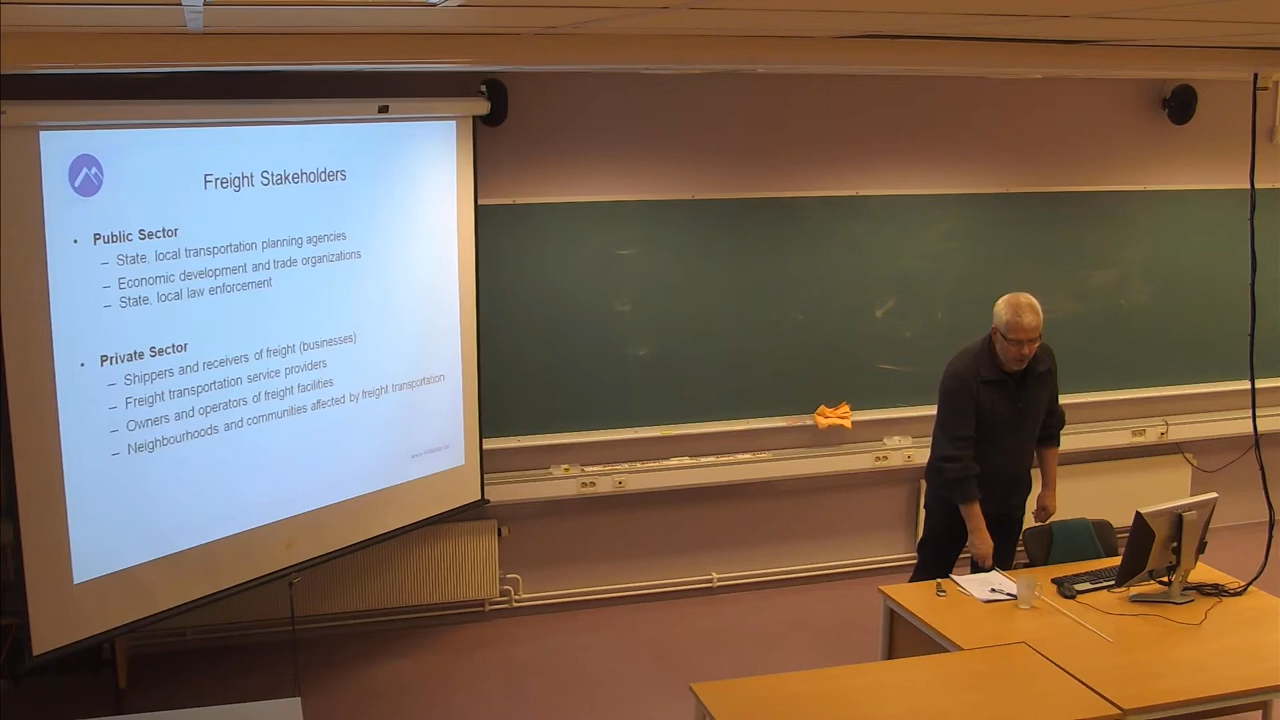 Freight Stakeholders
• Public Sector
– State, local transportation planning agencies
– Economic development and trade organizations
– State, local law enforcement
• Private Sector
– Shippers and receivers of freight (businesses)
– Freight transportation service providers
– Owners and operators of freight facilities
– Neighbourhoods and communities affected by freight transportation